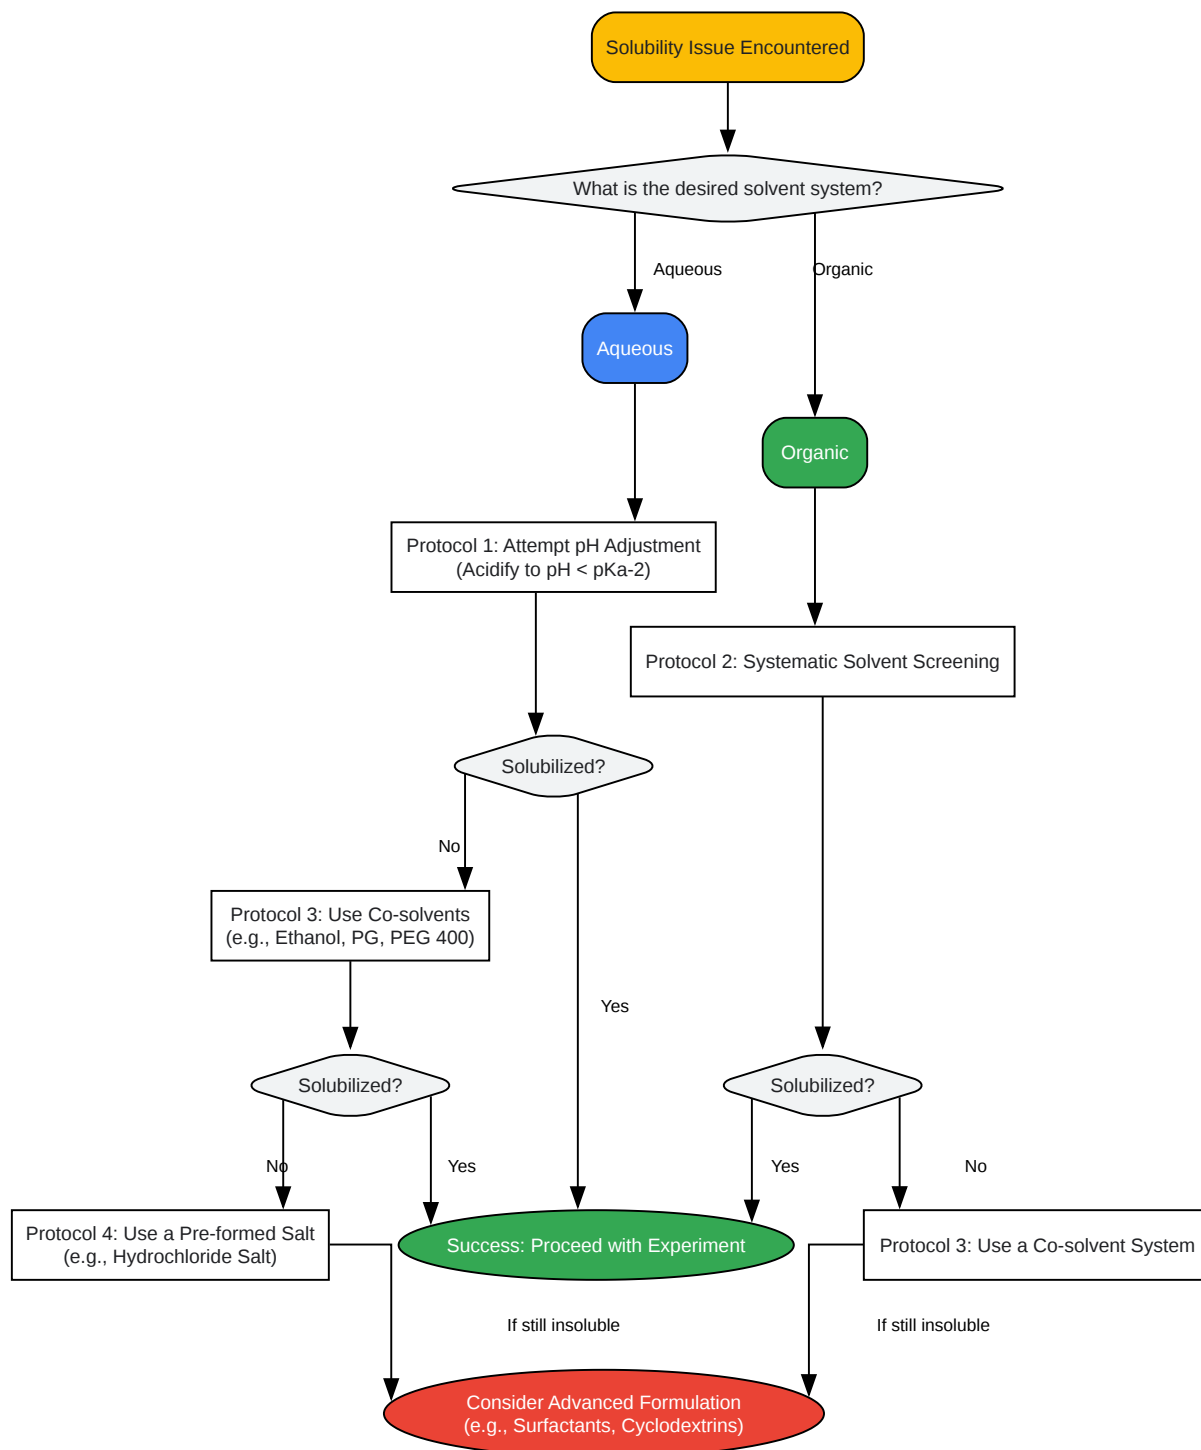 Solubility Issue Encountered
What is the desired solvent system?
Aqueous
Organic
Aqueous
Organic
Protocol 1: Attempt pH Adjustment
(Acidify to pH < pKa-2)
Protocol 2: Systematic Solvent Screening
Solubilized?
No
Protocol 3: Use Co-solvents
(e.g., Ethanol, PG, PEG 400)
Yes
Solubilized?
Solubilized?
No
Yes
Yes
No
Protocol 4: Use a Pre-formed Salt
(e.g., Hydrochloride Salt)
Success: Proceed with Experiment
Protocol 3: Use a Co-solvent System
If still insoluble
If still insoluble
Consider Advanced Formulation
(e.g., Surfactants, Cyclodextrins)